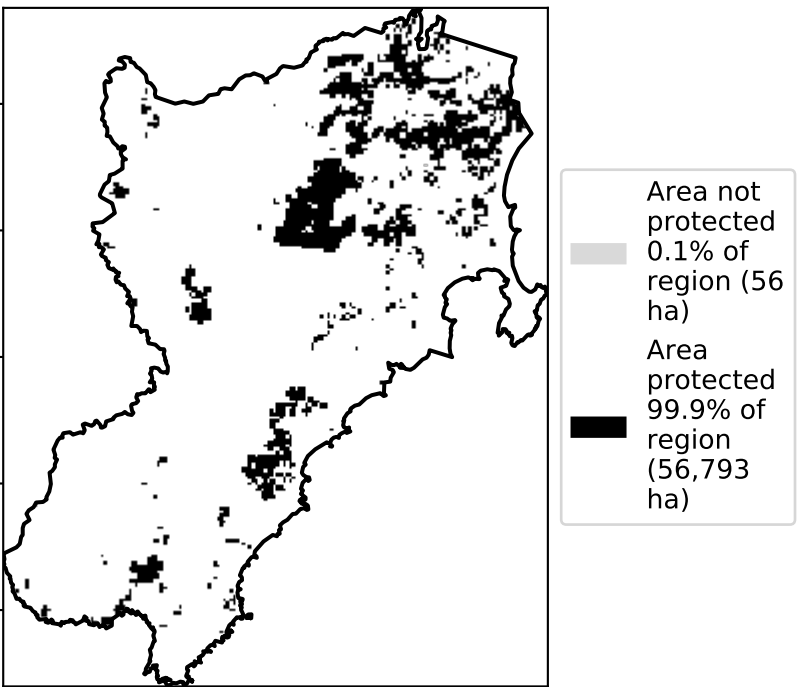 Area not
protected
0.1% of
region (56
ha)
Area
protected
99.9% of
region
(56,793
ha)